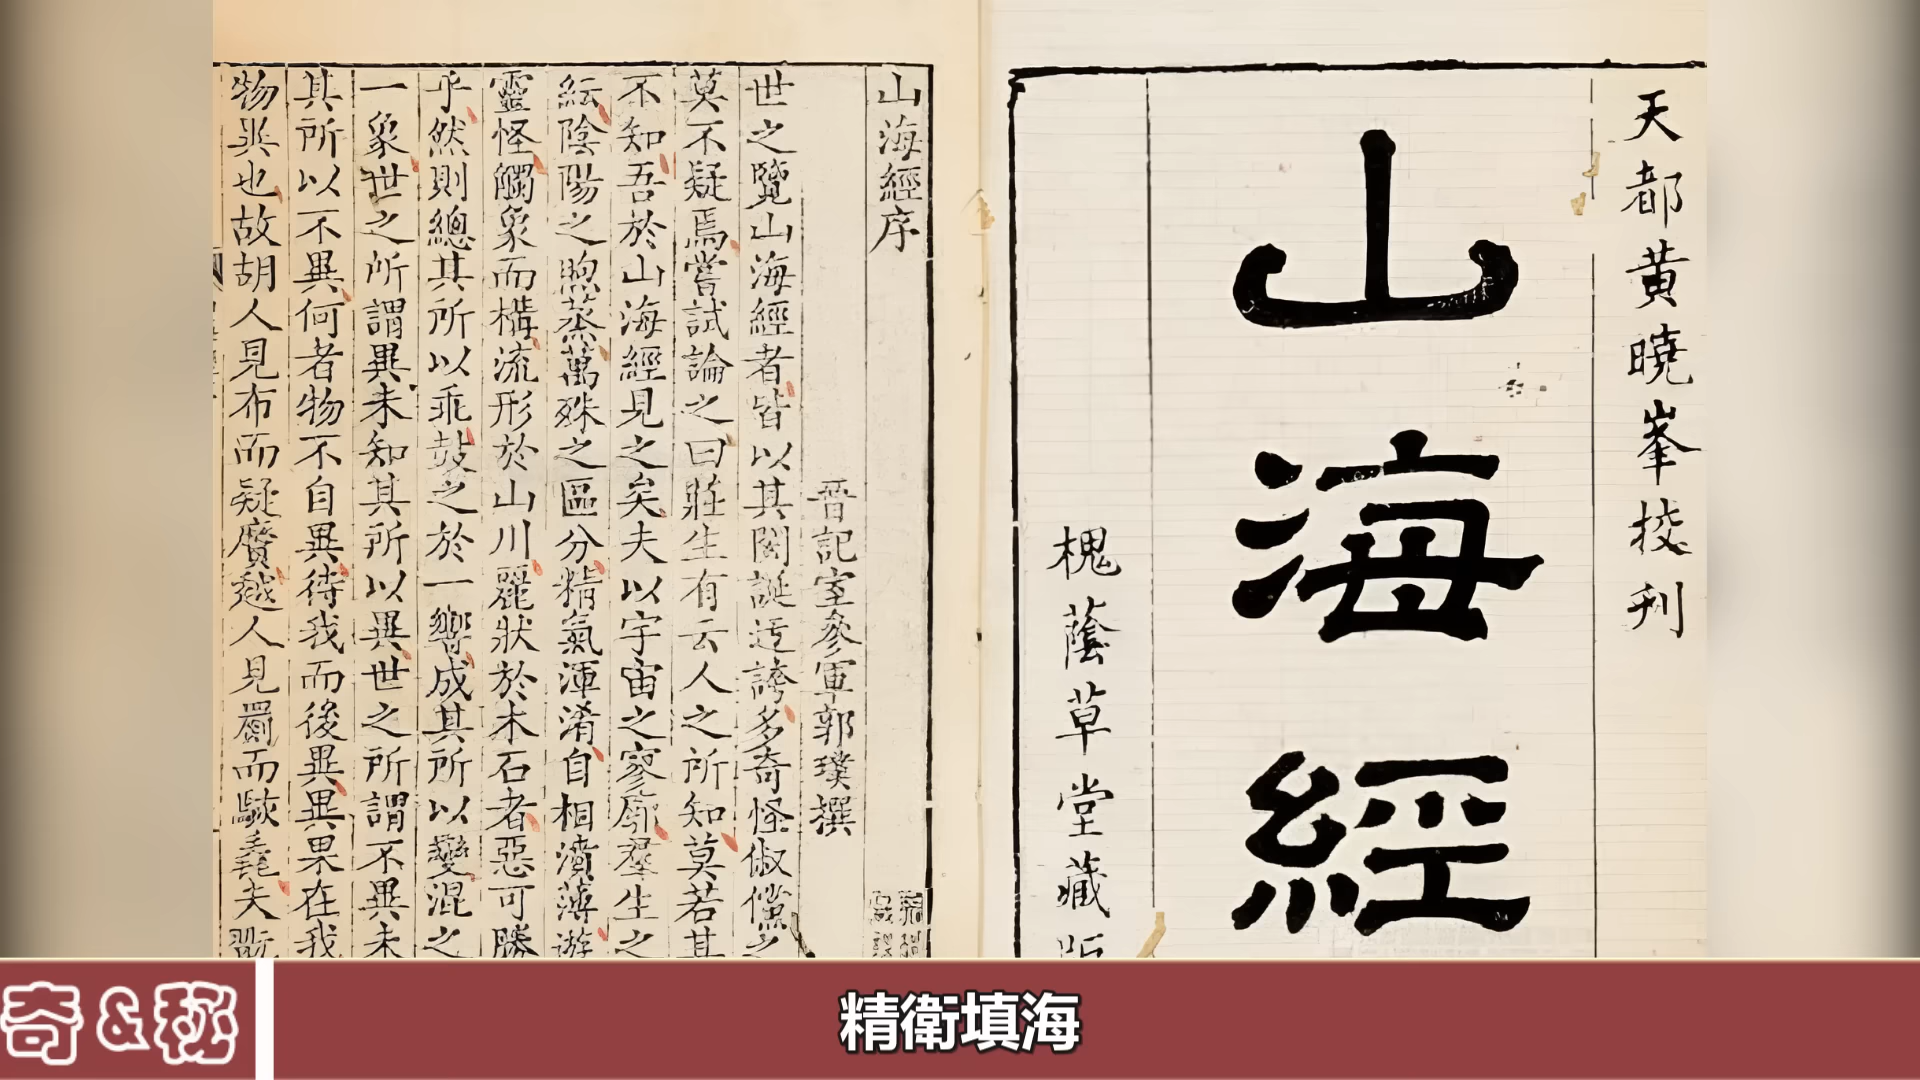 天都黃曉峯挍刋
山海經
槐蔭草堂藏
山海經序
晉記室參軍郭璞撰
世之覽山海經者皆以其閎誕迂誇多奇怪俶儻之
莫不疑焉嘗試論之曰莊生有云人之所知莫若其
不知吾於山海經見之矣夫以宇宙之寥廓羣生之
紜陰陽之煦蒸萬殊之區分精氣渾淆自相濆薄遊
靈怪觸象而構流形於山川麗狀於木石者惡可勝
乎然則總其所以乖鼓之於一響成其所以變混之
一象世之所謂異未知其所以異世之所謂不異未
其所以不異何者物不自異待我而後異異果在我
物異也故胡人見布而疑黂越人見罽而駭毳夫翫
奇&秘
精衛填海